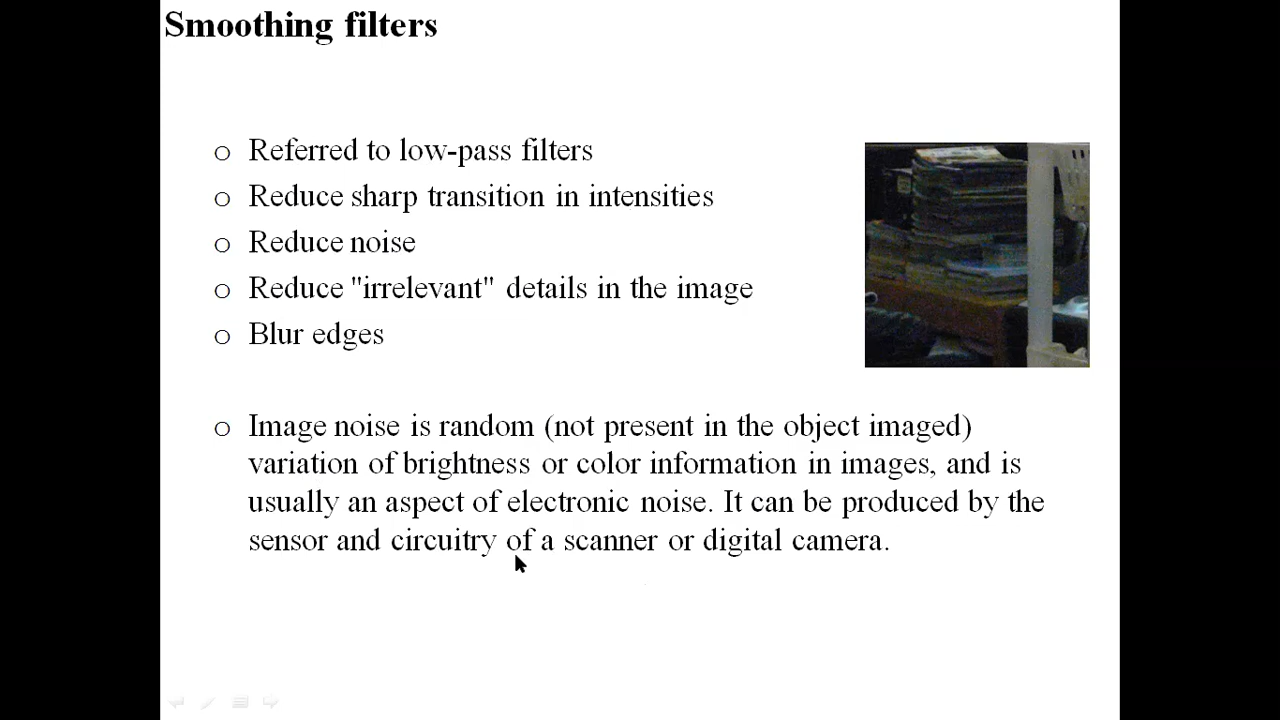 Smoothing filters
o Referred to low-pass filters
o Reduce sharp transition in intensities
o Reduce noise
o Reduce "irrelevant" details in the image
o Blur edges
o Image noise is random (not present in the object imaged)
variation of brightness or color information in images, and is
usually an aspect of electronic noise. It can be produced by the
sensor and circuitry of a scanner or digital camera.